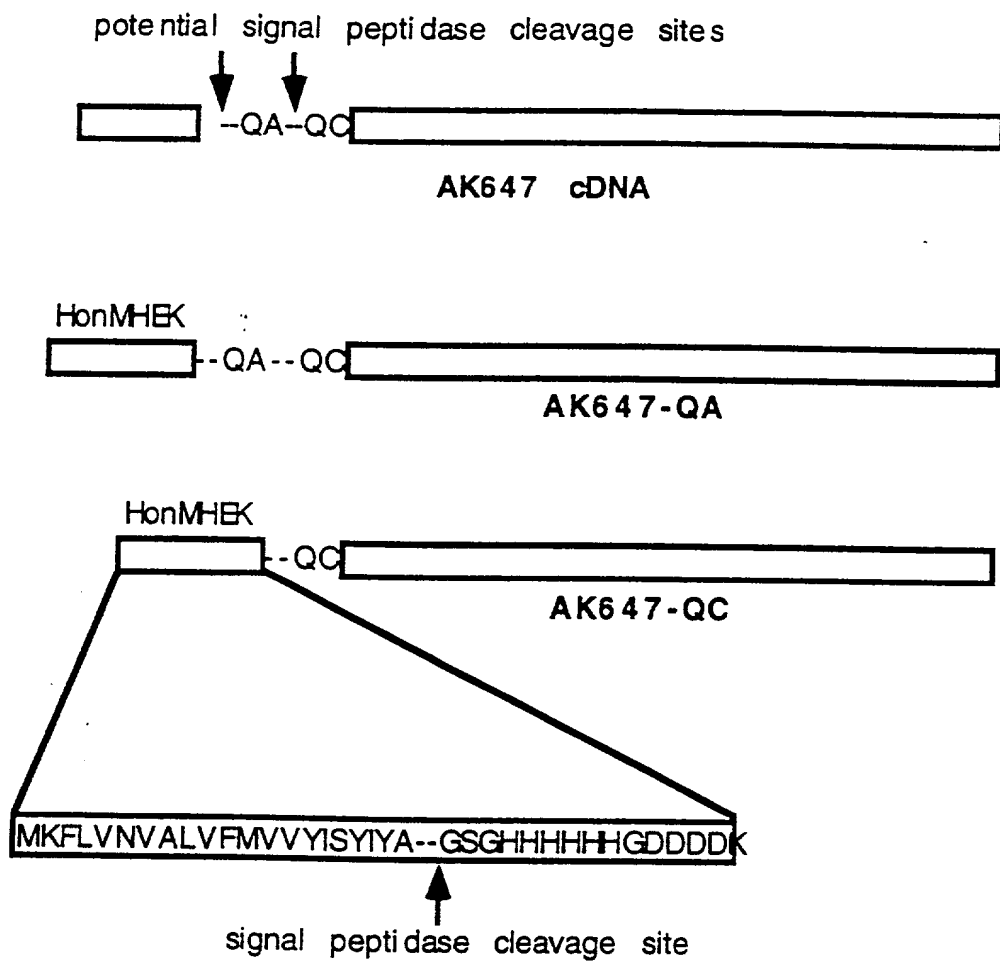 potential signal peptidase cleavage sites
--QA--QC
AK647 cDNA
HonMHEK
--QA--QC
AK647-QA
HonMHEK
--QC
AK647-QC
MKFLVNVALVFMVVYISYIYA--GSGHHHHHHGDDDDK
signal peptidase cleavage site